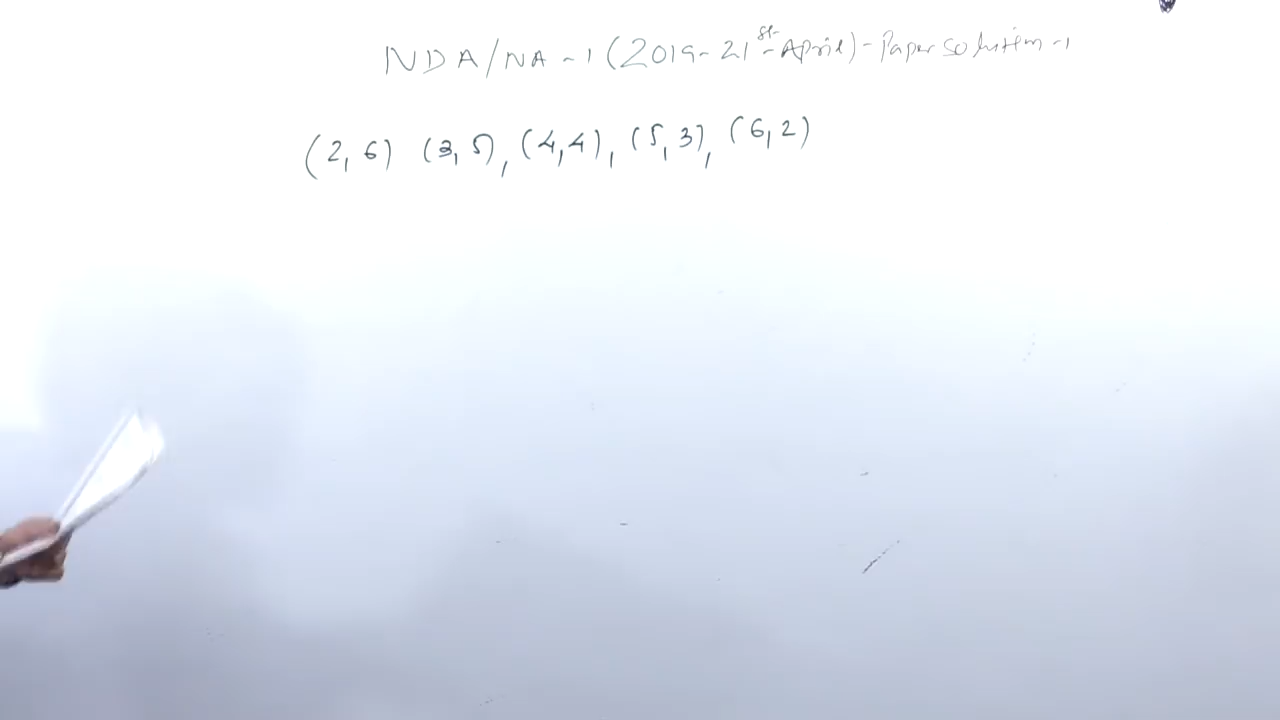 NDA/NA-1 (2019-21st-April)-Paper solution-1
(2,6) (3,5), (4,4), (5,3), (6,2)